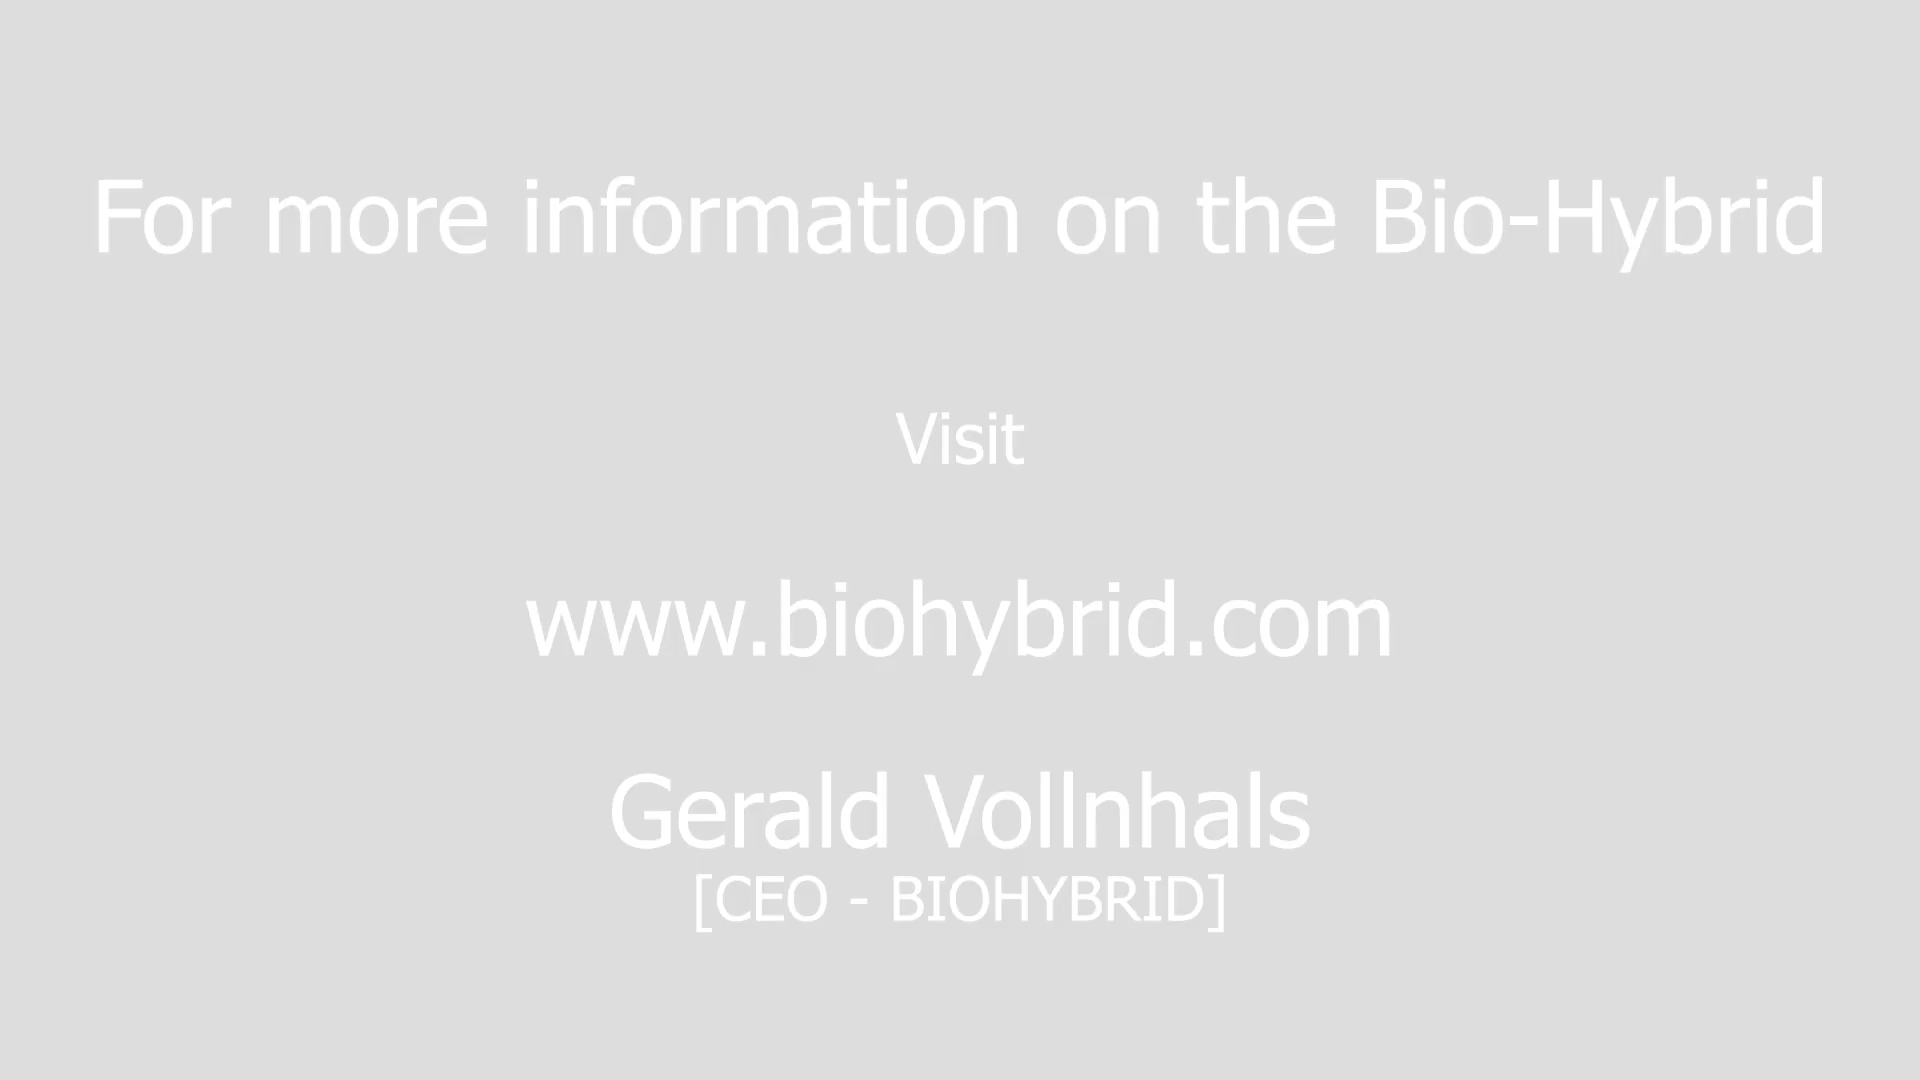 For more information on the Bio-Hybrid
Visit
www.biohybrid.com
Gerald Vollnhals
[CEO - BIOHYBRID]